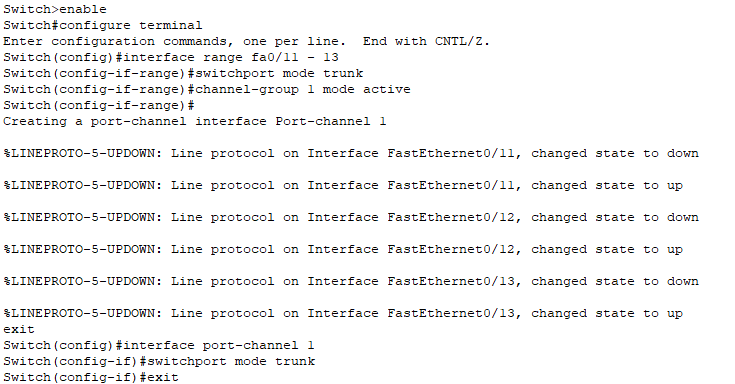 Switch>enable
Switch#configure terminal
Enter configuration commands, one per line.  End with CNTL/Z.
Switch(config)#interface range fa0/11 - 13
Switch(config-if-range)#switchport mode trunk
Switch(config-if-range)#channel-group 1 mode active
Switch(config-if-range)#
Creating a port-channel interface Port-channel 1
%LINEPROTO-5-UPDOWN: Line protocol on Interface FastEthernet0/11, changed state to down
%LINEPROTO-5-UPDOWN: Line protocol on Interface FastEthernet0/11, changed state to up
%LINEPROTO-5-UPDOWN: Line protocol on Interface FastEthernet0/12, changed state to down
%LINEPROTO-5-UPDOWN: Line protocol on Interface FastEthernet0/12, changed state to up
%LINEPROTO-5-UPDOWN: Line protocol on Interface FastEthernet0/13, changed state to down
%LINEPROTO-5-UPDOWN: Line protocol on Interface FastEthernet0/13, changed state to up
exit
Switch(config)#interface port-channel 1
Switch(config-if)#switchport mode trunk
Switch(config-if)#exit